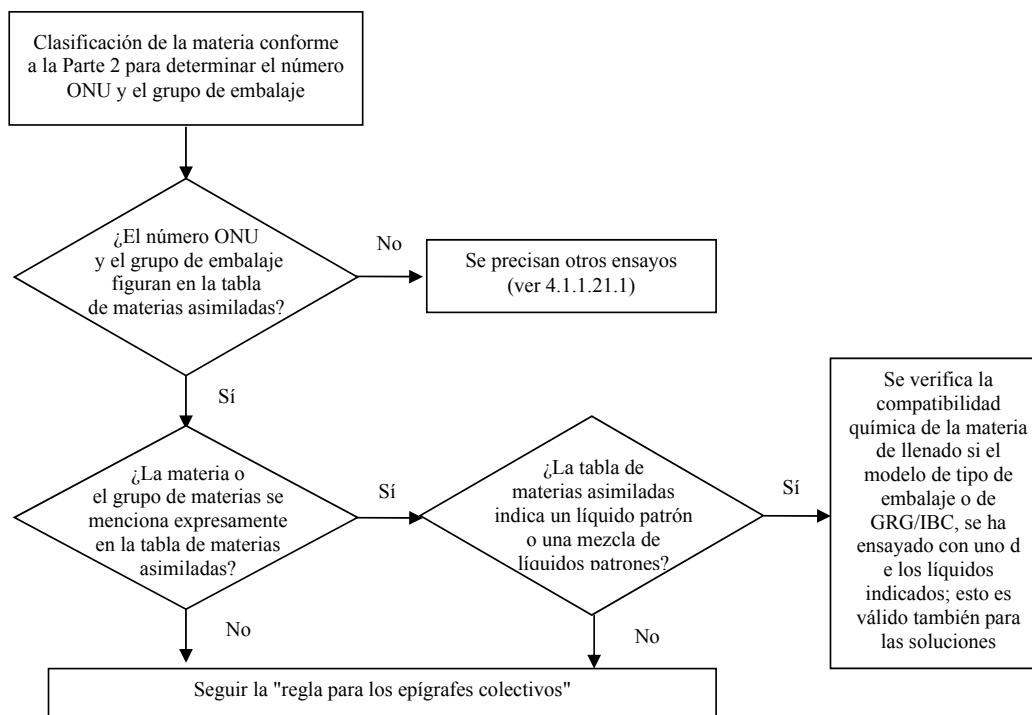 Clasificación de la materia conforme
a la Parte 2 para determinar el número
ONU y el grupo de embalaje
¿El número ONU
y el grupo de embalaje
figuran en la tabla
de materias asimiladas?
No
Se precisan otros ensayos
(ver 4.1.1.21.1)
Sí
¿La materia o
el grupo de materias se
menciona expresamente
en la tabla de materias
asimiladas?
Sí
¿La tabla de
materias asimiladas
indica un líquido patrón
o una mezcla de
líquidos patrones?
Sí
Se verifica la
compatibilidad
química de la materia
de llenado si el
modelo de tipo de
embalaje o de
GRG/IBC, se ha
ensayado con uno d
e los líquidos
indicados; esto es
válido también para
las soluciones
No
No
Seguir la "regla para los epígrafes colectivos"